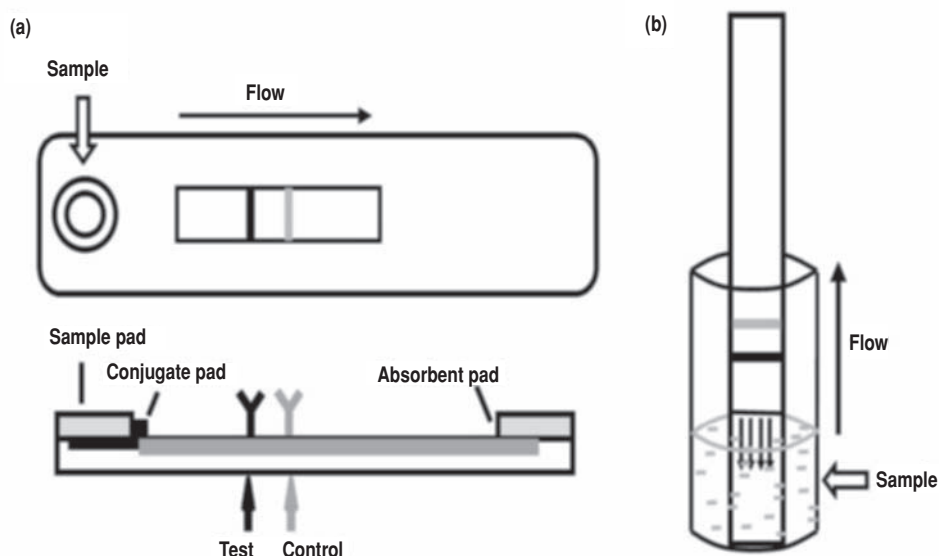 (a)
Sample
Flow
Sample pad
Conjugate pad
Absorbent pad
Test
Control
(b)
Flow
Sample